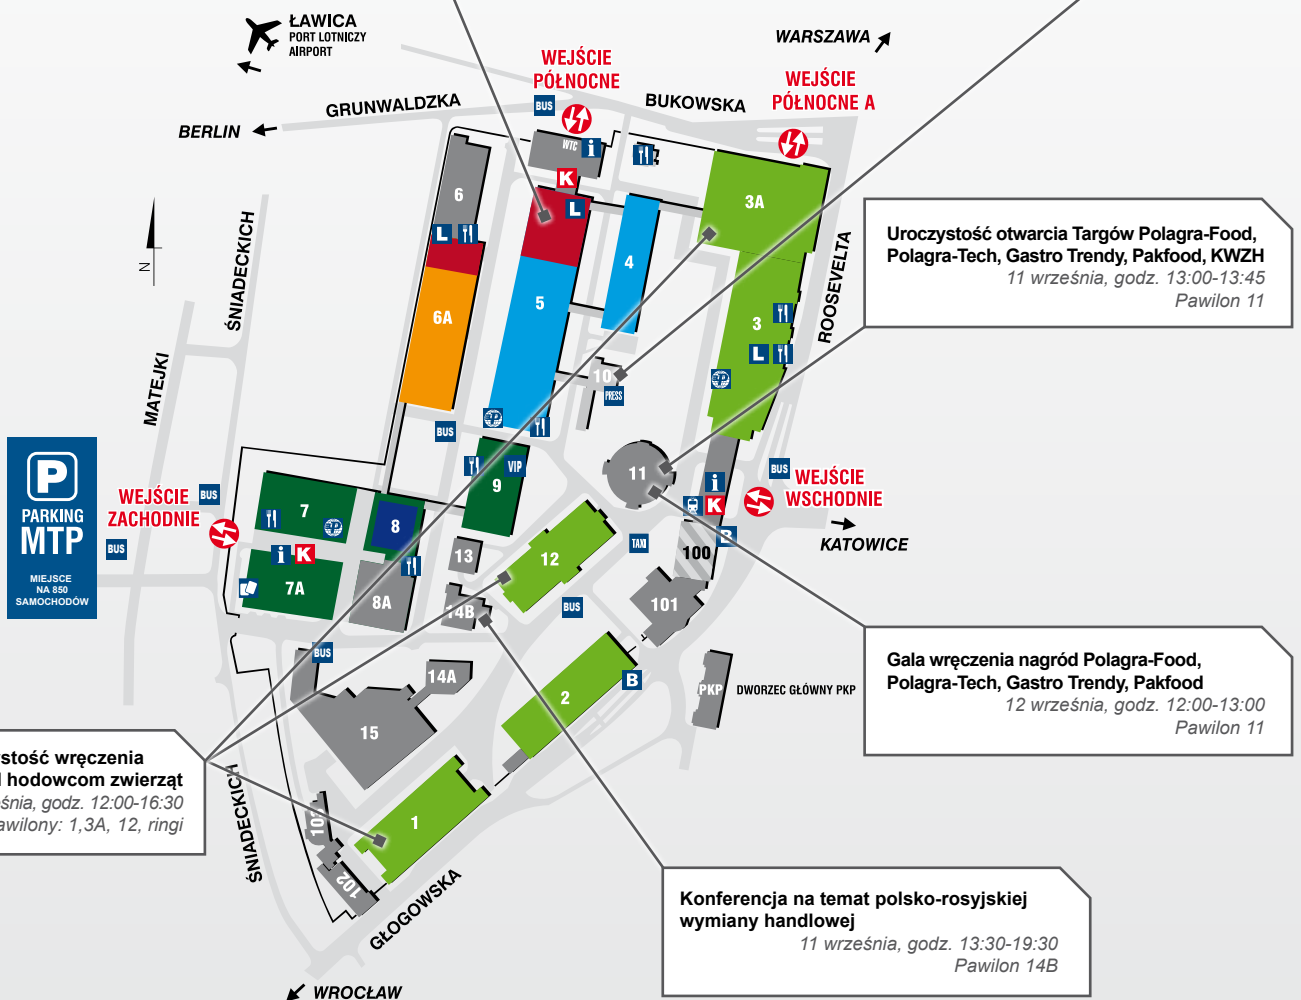 ŁAWICA
PORT LOTNICZY
AIRPORT
WARSZAWA
WEJŚCIE
PÓŁNOCNE
WEJŚCIE
PÓŁNOCNE A
GRUNWALDZKA
BUKOWSKA
BERLIN
BUS
WTC
i
K
L
6
L
3A
4
5
6A
3
L
N
ŚNIADECKICH
MATEJKI
ROOSEVELTA
Uroczystość otwarcia Targów Polagra-Food,
Polagra-Tech, Gastro Trendy, Pakfood, KWZH
11 września, godz. 13:00-13:45
Pawilon 11
10
PRESS
BUS
VIP
9
11
i
K
B
BUS
WEJŚCIE
WSCHODNIE
KATOWICE
P
PARKING
MTP
MIEJSCE
NA 850
SAMOCHODÓW
WEJŚCIE
ZACHODNIE
BUS
BUS
7
8
i
K
7A
8A
13
12
TAXI
100
14B
BUS
101
BUS
14A
2
B
PKP
DWORZEC GŁÓWNY PKP
15
Gala wręczenia nagród Polagra-Food,
Polagra-Tech, Gastro Trendy, Pakfood
12 września, godz. 12:00-13:00
Pawilon 11
stość wręczenia
hodowcom zwierząt
godz. 12:00-16:30
1,3A, 12, ringi
ŚNIADECKICH
1
102
GŁOGOWSKA
WROCŁAW
Konferencja na temat polsko-rosyjskiej
wymiany handlowej
11 września, godz. 13:30-19:30
Pawilon 14B